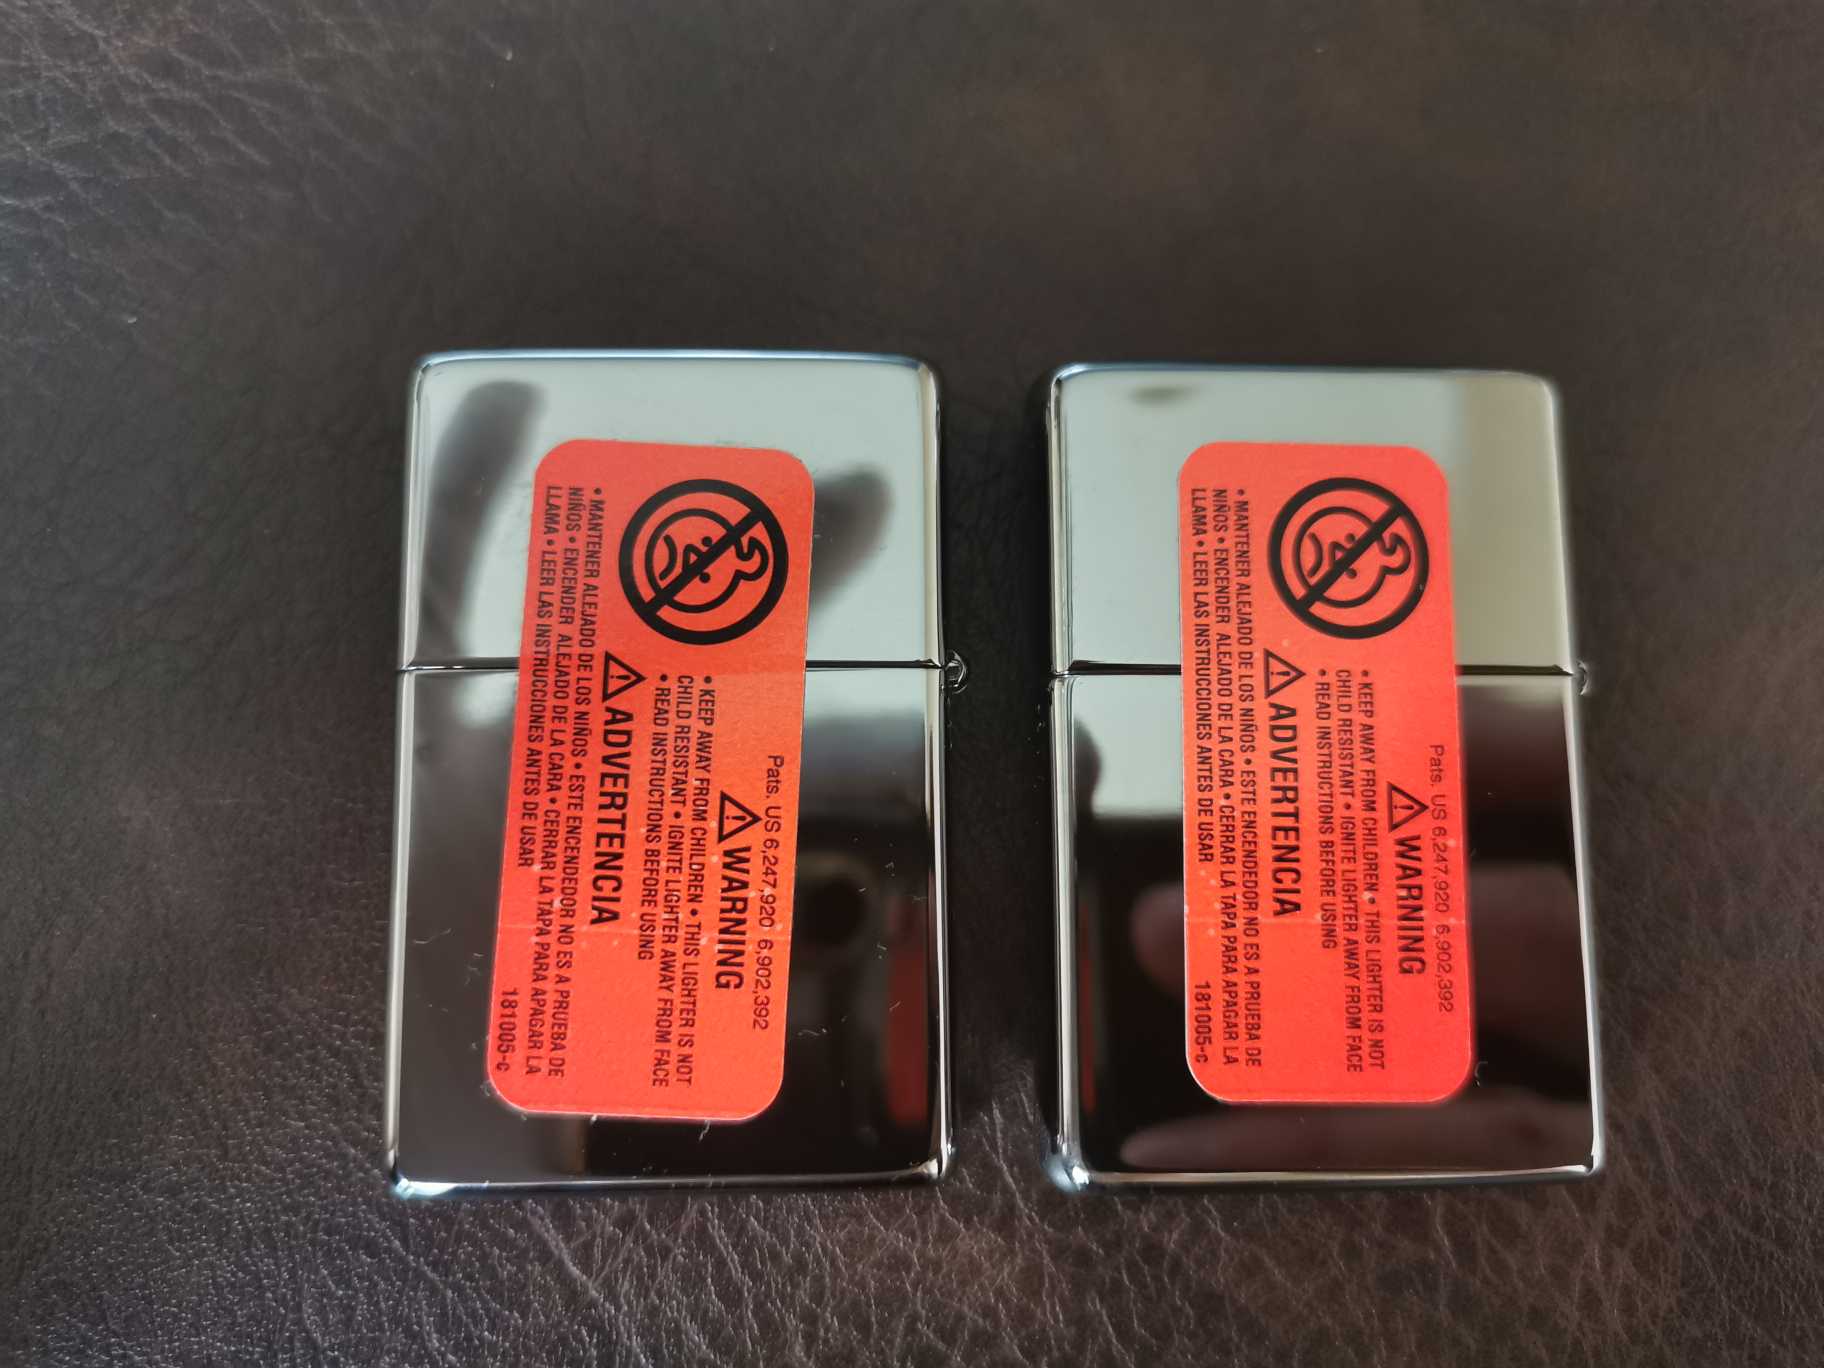 Pats. US 6,247,920 6,902,392
WARNING
• KEEP AWAY FROM CHILDREN • THIS LIGHTER IS NOT
CHILD RESISTANT • IGNITE LIGHTER AWAY FROM FACE
• READ INSTRUCTIONS BEFORE USING
ADVERTENCIA
• MANTENER ALEJADO DE LOS NIÑOS • ESTE ENCENDEDOR NO ES A PRUEBA DE
NIÑOS • ENCENDER ALEJADO DE LA CARA • CERRAR LA TAPA PARA APAGAR LA
LLAMA • LEER LAS INSTRUCCIONES ANTES DE USAR
181005-c
Pats. US 6,247,920 6,902,392
WARNING
• KEEP AWAY FROM CHILDREN • THIS LIGHTER IS NOT
CHILD RESISTANT • IGNITE LIGHTER AWAY FROM FACE
• READ INSTRUCTIONS BEFORE USING
ADVERTENCIA
• MANTENER ALEJADO DE LOS NIÑOS • ESTE ENCENDEDOR NO ES A PRUEBA DE
NIÑOS • ENCENDER ALEJADO DE LA CARA • CERRAR LA TAPA PARA APAGAR LA
LLAMA • LEER LAS INSTRUCCIONES ANTES DE USAR
181005-c